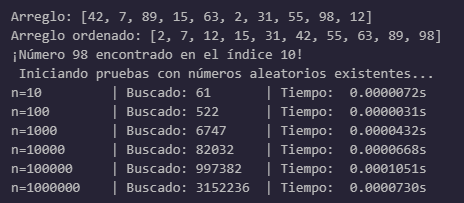 Arreglo: [42, 7, 89, 15, 63, 2, 31, 55, 98, 12]
Arreglo ordenado: [2, 7, 12, 15, 31, 42, 55, 63, 89, 98]
¡Número 98 encontrado en el índice 10!
 Iniciando pruebas con números aleatorios existentes...
n=10       | Buscado: 61       | Tiempo:  0.0000072s
n=100      | Buscado: 522      | Tiempo:  0.0000031s
n=1000     | Buscado: 6747     | Tiempo:  0.0000432s
n=10000    | Buscado: 82032    | Tiempo:  0.0000668s
n=100000   | Buscado: 997382   | Tiempo:  0.0001051s
n=1000000  | Buscado: 3152236  | Tiempo:  0.0000730s